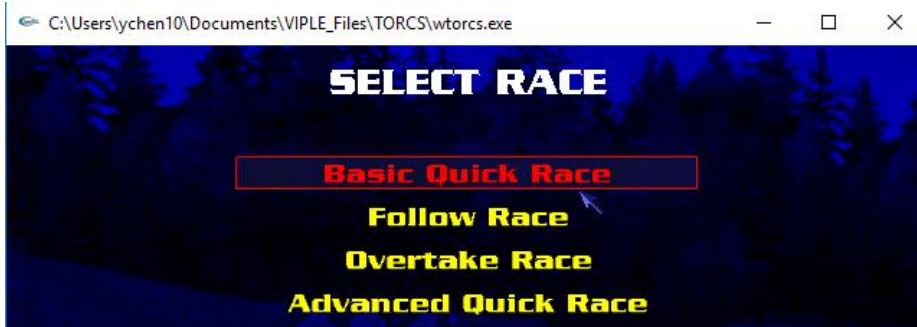 C:\Users\ychen10\Documents\VIPLE_Files\TORCS\wtorcs.exe
SELECT RACE
Basic Quick Race
Follow Race
Overtake Race
Advanced Quick Race